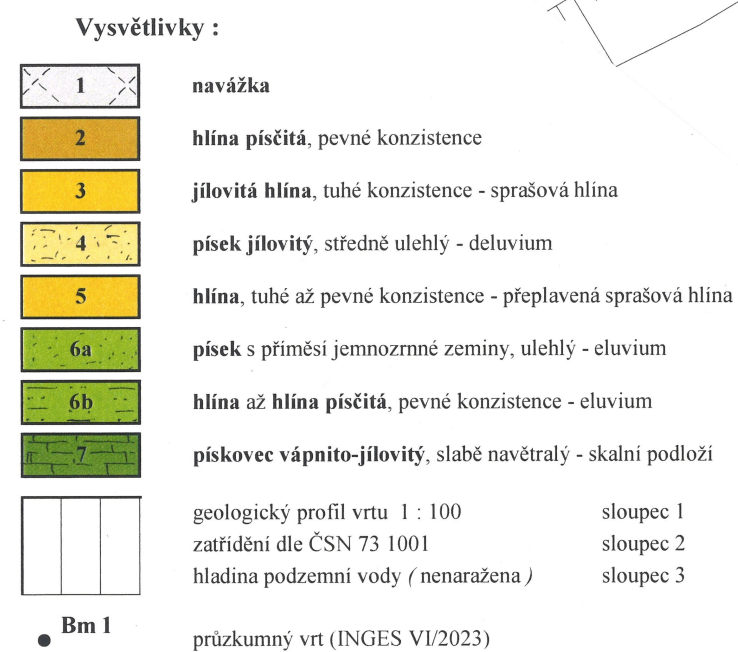 Vysvětlivky :
1 navážka
2 hlína písčitá, pevné konzistence
3 jílovitá hlína, tuhé konzistence - sprašová hlína
4 písek jílovitý, středně ulehlý - deluvium
5 hlína, tuhé až pevné konzistence - přeplavená sprašová hlína
6a písek s příměsí jemnozrnné zeminy, ulehlý - eluvium
6b hlína až hlína písčitá, pevné konzistence - eluvium
7 pískovec vápnito-jílovitý, slabě navětralý - skalní podloží
geologický profil vrtu 1 : 100 sloupec 1
zatřídění dle ČSN 73 1001 sloupec 2
hladina podzemní vody ( nenaražena ) sloupec 3
Bm 1
průzkumný vrt (INGES VI/2023)